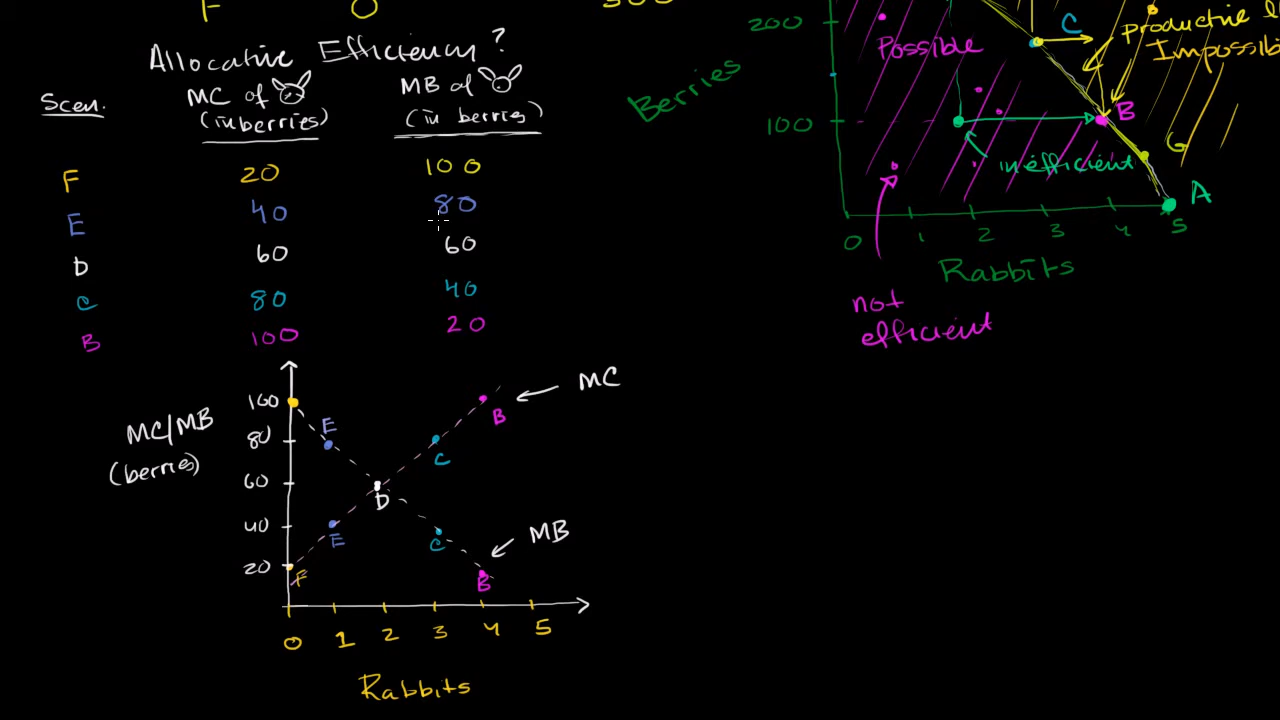 F O 300
Allocative Efficiency?
Scen. MC of MB of
(in berries) (in berries)
F 20 100
E 40 80
D 60 60
C 80 40
B 100 20
MC/MB
(berries)
100
80
60
40
20
E
D
E
F
C
B
C
B
MC
MB
0 1 2 3 4 5
Rabbits
200
100
Berries
Possible
C
Productive
B
inefficient
G
A
0 1 2 3 4 5
Rabbits
not
efficient